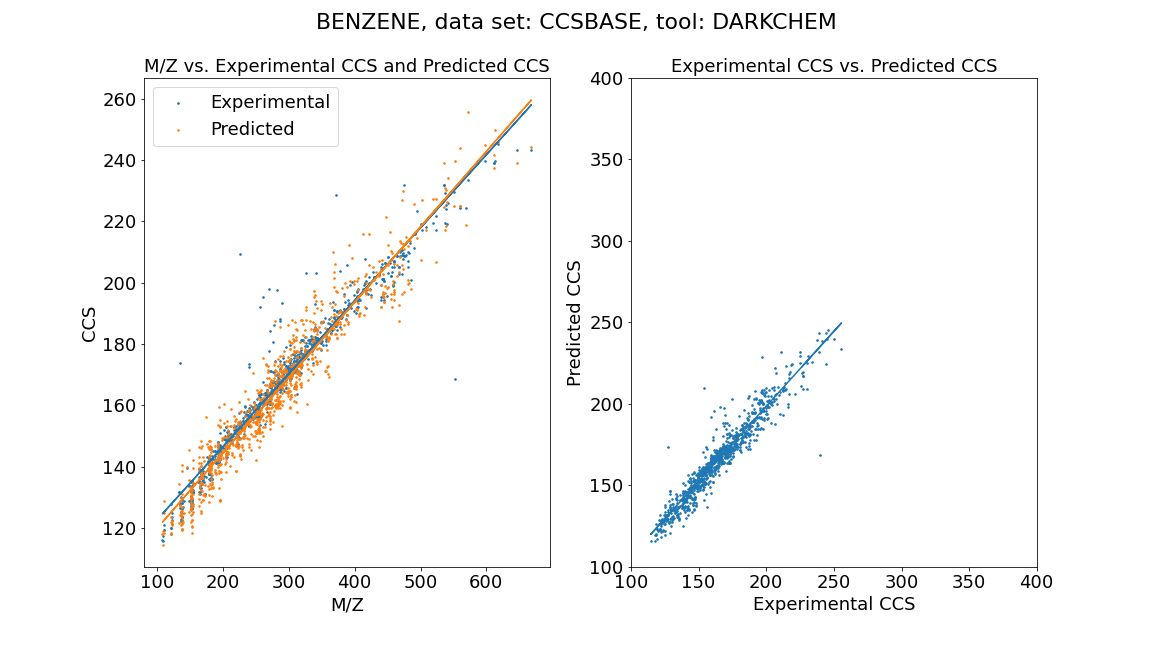 BENZENE, data set: CCSBASE, tool: DARKCHEM
M/Z vs. Experimental CCS and Predicted CCS
Experimental
Predicted
260
240
220
200
180
160
140
120
CCS
100 200 300 400 500 600
M/Z
Experimental CCS vs. Predicted CCS
400
350
300
250
200
150
100
Predicted CCS
100 150 200 250 300 350 400
Experimental CCS